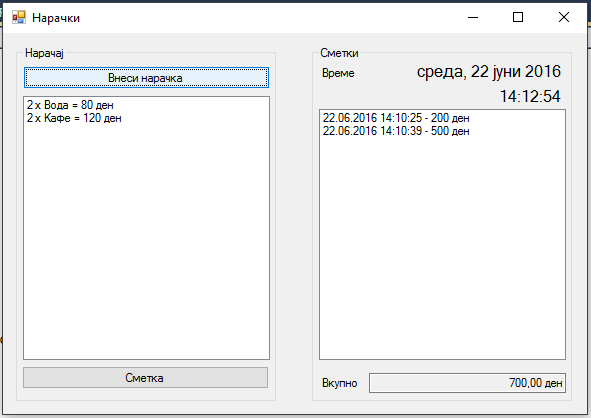 Нарачки
Нарачај
Внеси нарачка
2 x Вода = 80 ден
2 x Кафе = 120 ден
Сметка
Сметки
Време
среда, 22 јуни 2016
14:12:54
22.06.2016 14:10:25 - 200 ден
22.06.2016 14:10:39 - 500 ден
Вкупно
700,00 ден